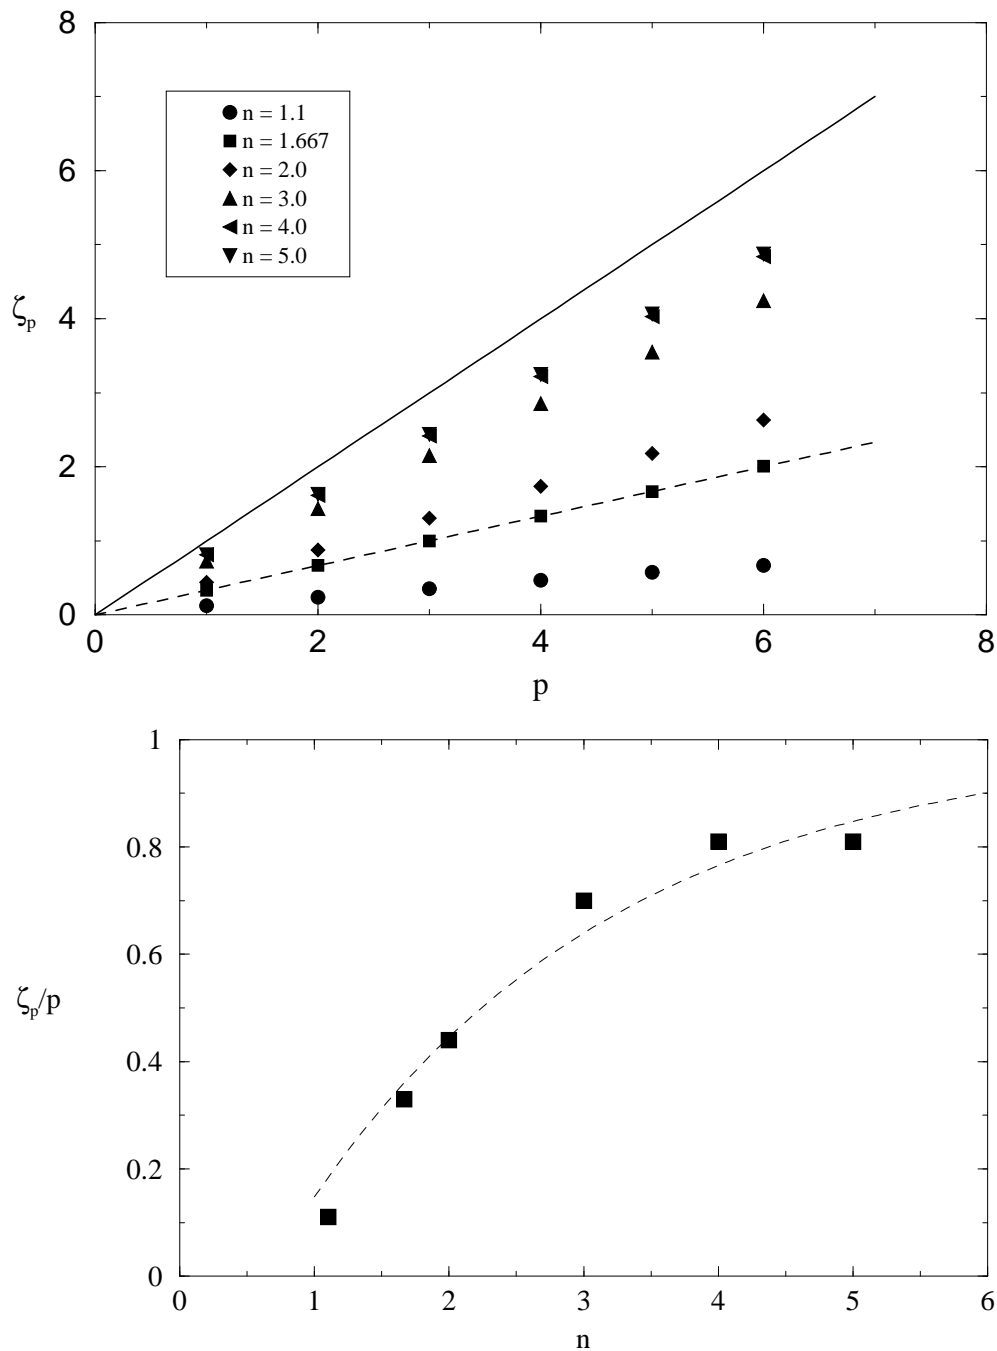 8
n = 1.1
n = 1.667
6
n = 2.0
n = 3.0
n = 4.0
n = 5.0
ζp
4
2
0
0 2 4 6 8
p
1
0.8
0.6
ζp/p
0.4
0.2
0
0 1 2 3 4 5 6
n